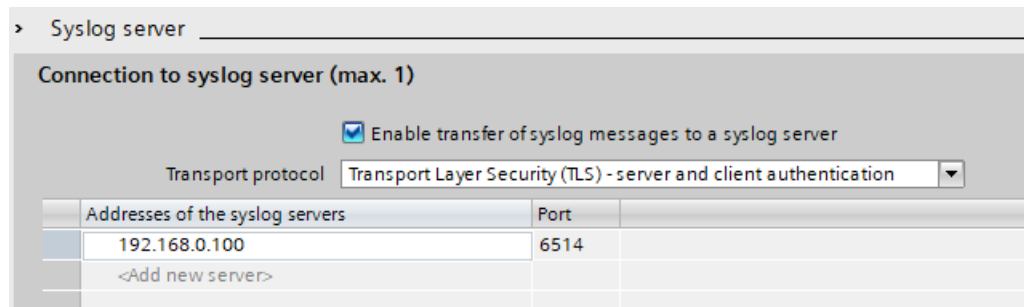 Syslog server
Connection to syslog server (max. 1)
Enable transfer of syslog messages to a syslog server
Transport protocol Transport Layer Security (TLS) - server and client authentication
Addresses of the syslog servers Port
192.168.0.100 6514
<Add new server>